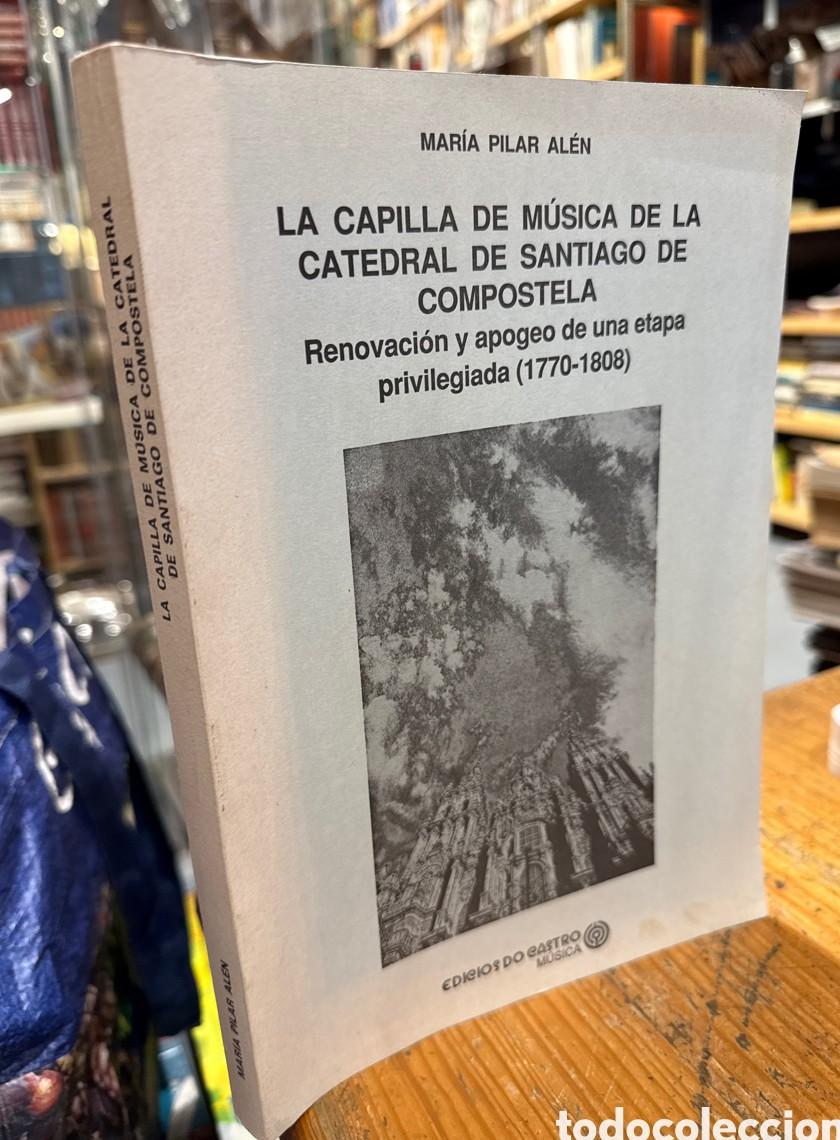 MARÍA PILAR ALÉN
LA CAPILLA DE MÚSICA DE LA
CATEDRAL DE SANTIAGO DE
COMPOSTELA
Renovación y apogeo de una etapa
privilegiada (1770-1808)
EDICIOS DO CASTRO
MÚSICA
LA CAPILLA DE MÚSICA DE LA CATEDRAL
DE SANTIAGO DE COMPOSTELA
MARÍA PILAR ALÉN
todocoleccion